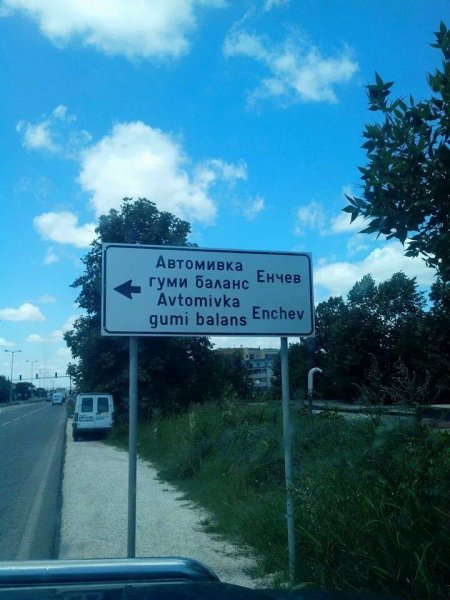 Автомивка
гуми баланс Енчев
Avtomivka
gumi balans Enchev